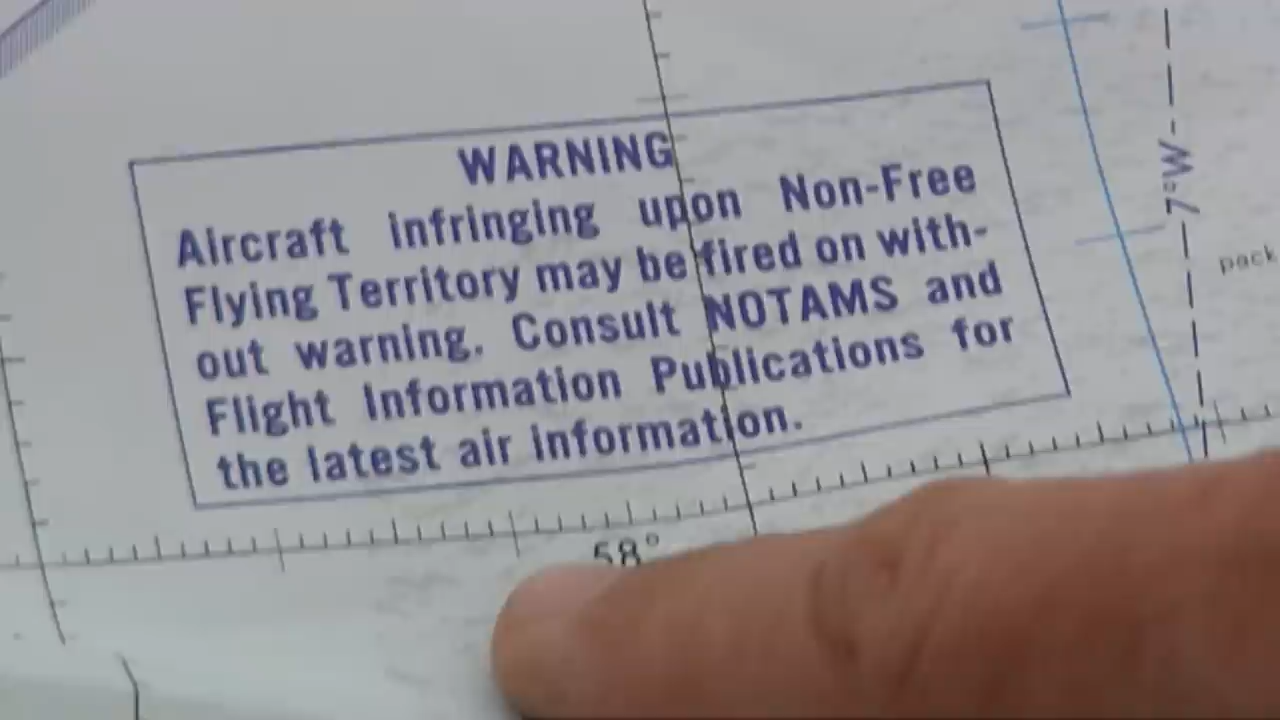 WARNING
Aircraft infringing upon Non-Free
Flying Territory may be fired on with-
out warning. Consult NOTAMS and
Flight Information Publications for
the latest air information.
7°W
pack
58°